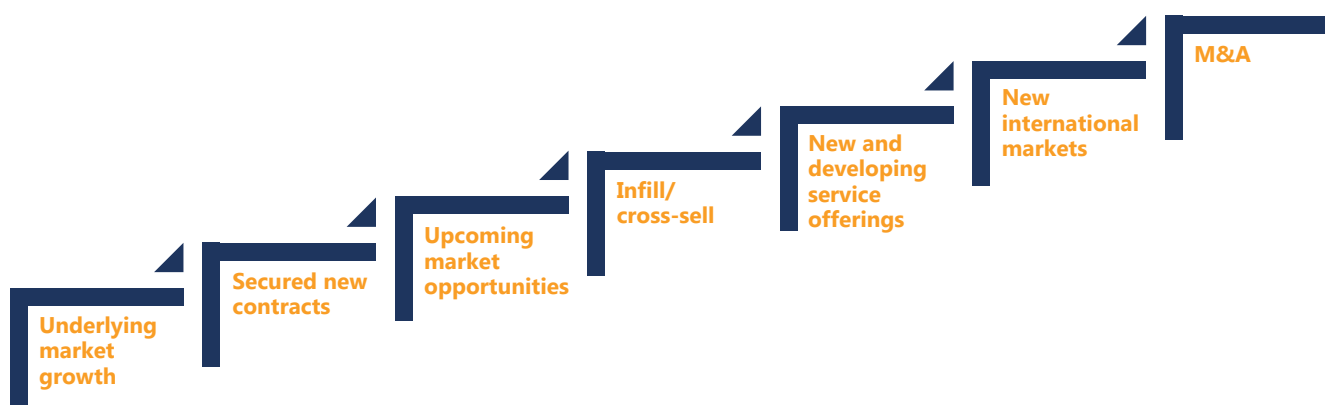 Underlying
market
growth
Secured new
contracts
Upcoming
market
opportunities
Infill/
cross-sell
New and
developing
service
offerings
New
international
markets
M&A